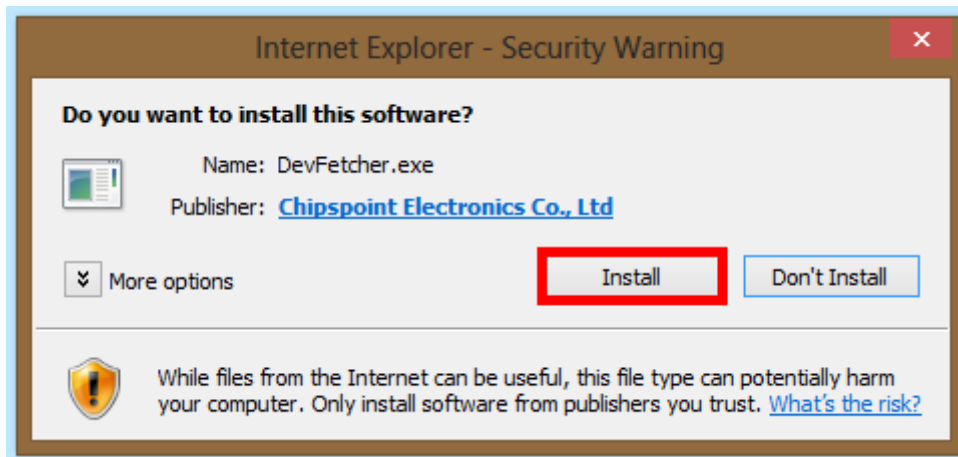 Internet Explorer - Security Warning
Do you want to install this software?
Name: DevFetcher.exe
Publisher: Chipspoint Electronics Co., Ltd
More options
Install
Don't Install
While files from the Internet can be useful, this file type can potentially harm
your computer. Only install software from publishers you trust. What's the risk?